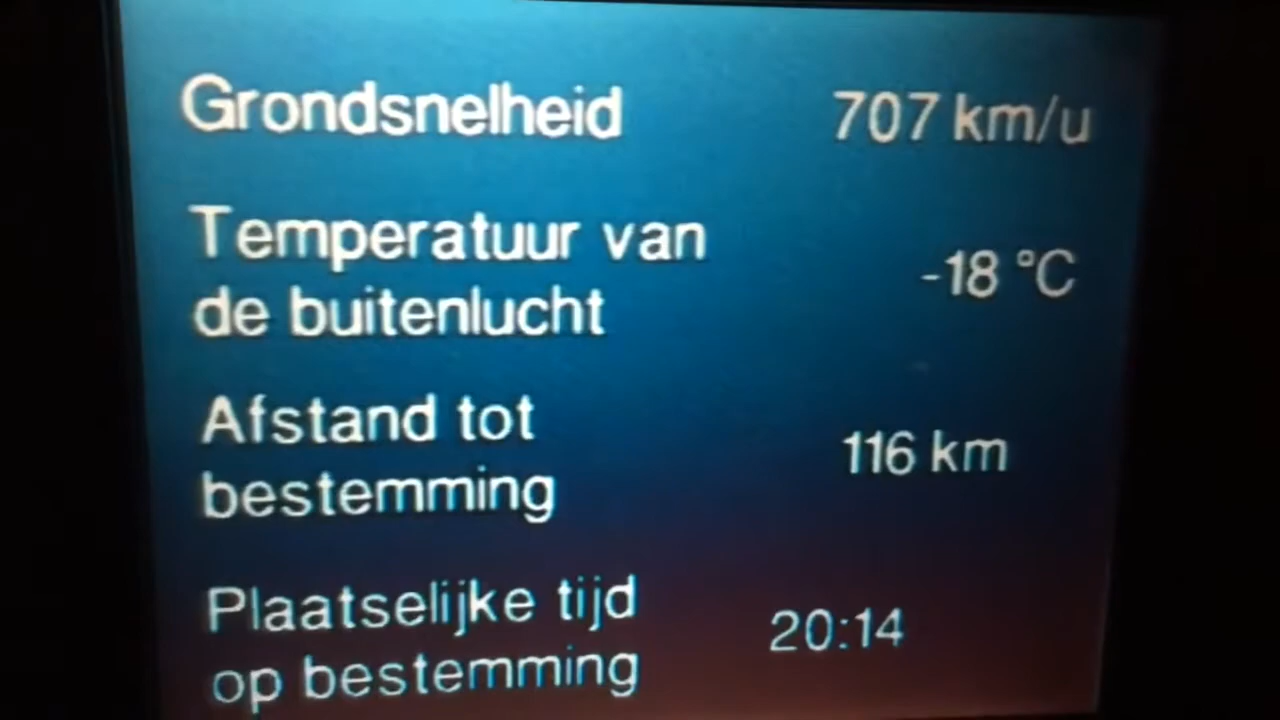 Grondsnelheid 707 km/u
Temperatuur van
de buitenlucht -18 °C
Afstand tot
bestemming 116 km
Plaatselijke tijd
op bestemming 20:14